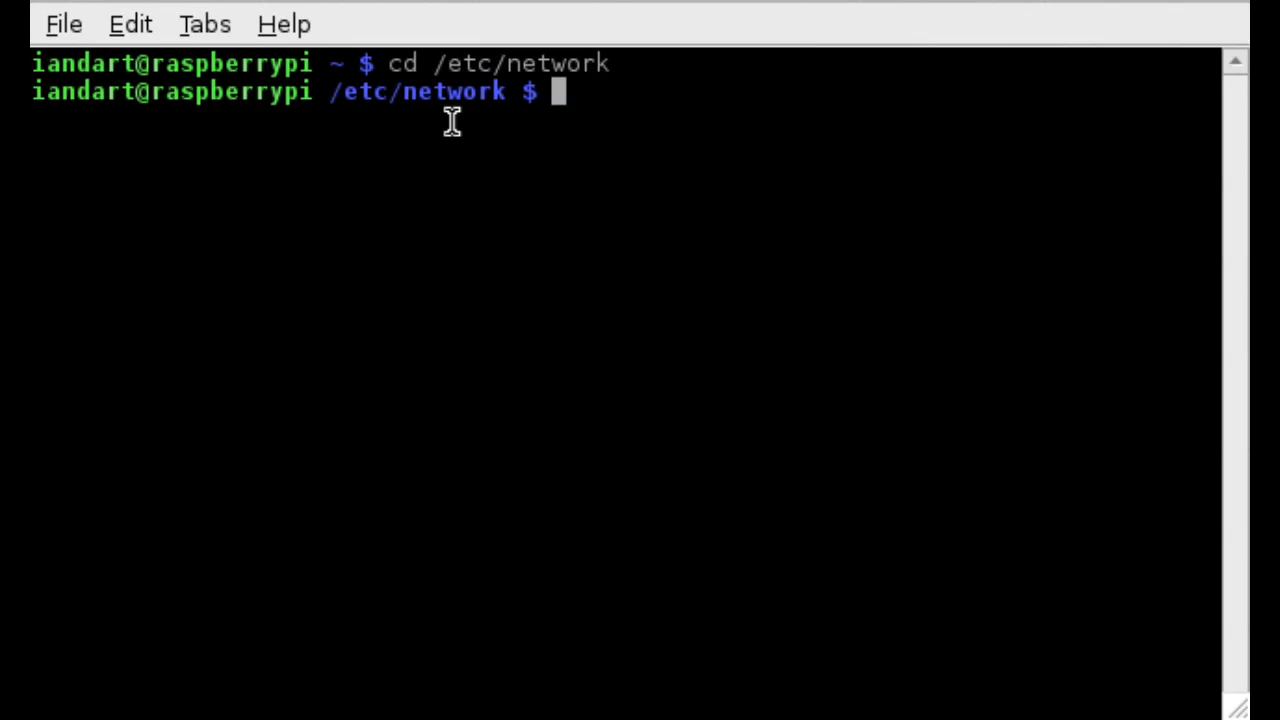 File Edit Tabs Help
iandart@raspberrypi ~ $ cd /etc/network
iandart@raspberrypi /etc/network $